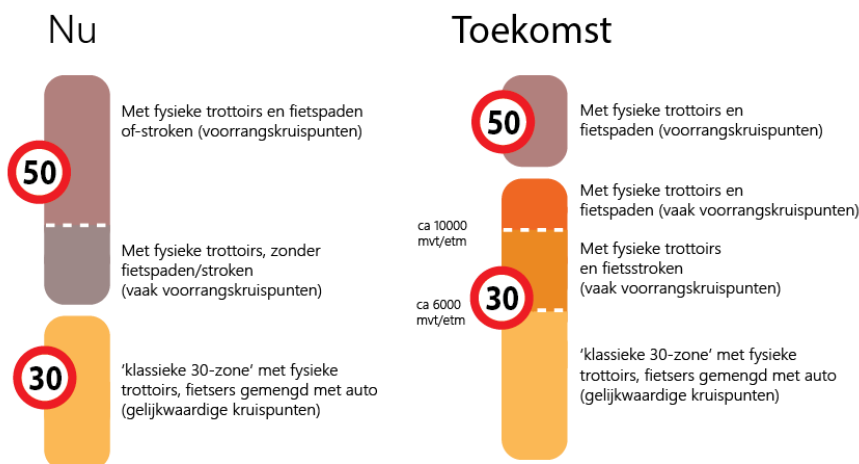 Nu
Met fysieke trottoirs en fietspaden
of-stroken (voorrangskruispunten)
50
Met fysieke trottoirs, zonder
fietspaden/stroken
(vaak voorrangskruispunten)
30
‘klassieke 30-zone’ met fysieke
trottoirs, fietsers gemengd met auto
(gelijkwaardige kruispunten)
Toekomst
50
Met fysieke trottoirs en
fietspaden (voorrangskruispunten)
Met fysieke trottoirs en
fietspaden (vaak voorrangskruispunten)
ca 10000
mvt/etm
Met fysieke trottoirs
en fietsstroken
(vaak voorrangskruispunten)
ca 6000
mvt/etm
30
‘klassieke 30-zone’ met fysieke
trottoirs, fietsers gemengd met auto
(gelijkwaardige kruispunten)